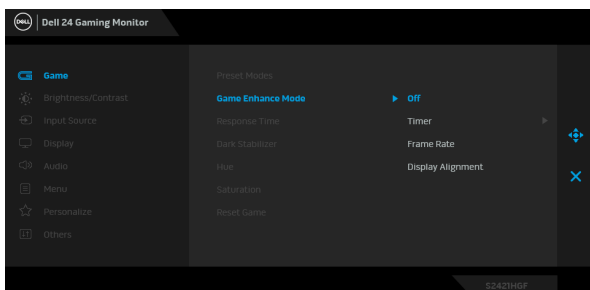 DELL Dell 24 Gaming Monitor
Game
Brightness/Contrast
Input Source
Display
Audio
Menu
Personalize
Others
Preset Modes
Game Enhance Mode
Response Time
Dark Stabilizer
Hue
Saturation
Reset Game
Off
Timer
Frame Rate
Display Alignment
S2421HGF